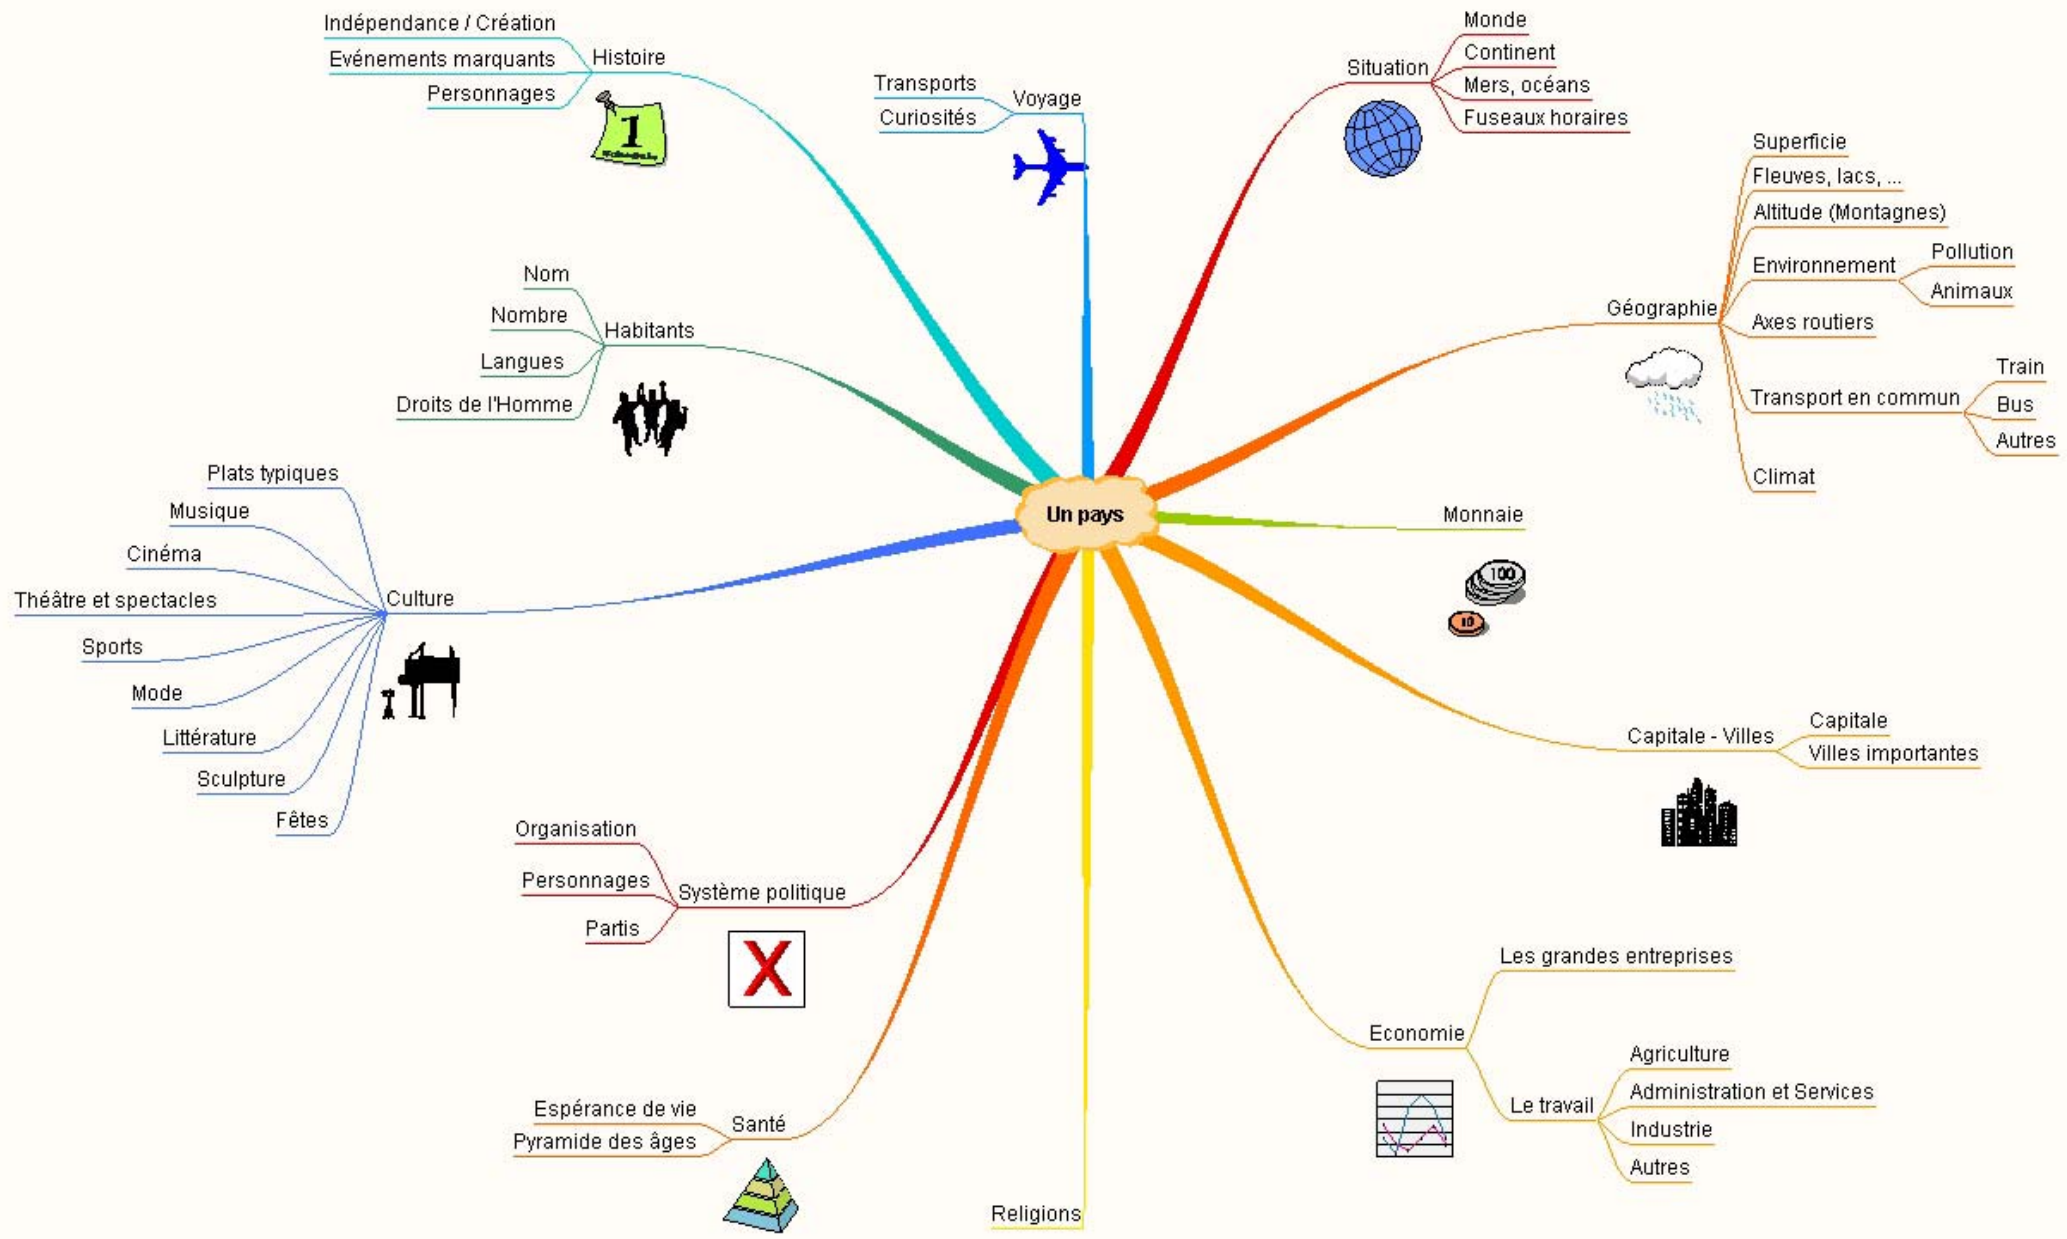 Un pays
Situation
Monde
Continent
Mers, océans
Fuseaux horaires
Géographie
Superficie
Fleuves, lacs, ...
Altitude (Montagnes)
Environnement
Pollution
Animaux
Axes routiers
Transport en commun
Train
Bus
Autres
Climat
Monnaie
100
10
Capitale - Villes
Capitale
Villes importantes
Economie
Les grandes entreprises
Le travail
Agriculture
Administration et Services
Industrie
Autres
Religions
Santé
Espérance de vie
Pyramide des âges
Système politique
Organisation
Personnages
Partis
X
Culture
Plats typiques
Musique
Cinéma
Théâtre et spectacles
Sports
Mode
Littérature
Sculpture
Fêtes
Habitants
Nom
Nombre
Langues
Droits de l'Homme
Histoire
Indépendance / Création
Evénements marquants
Personnages
1
Voyage
Transports
Curiosités